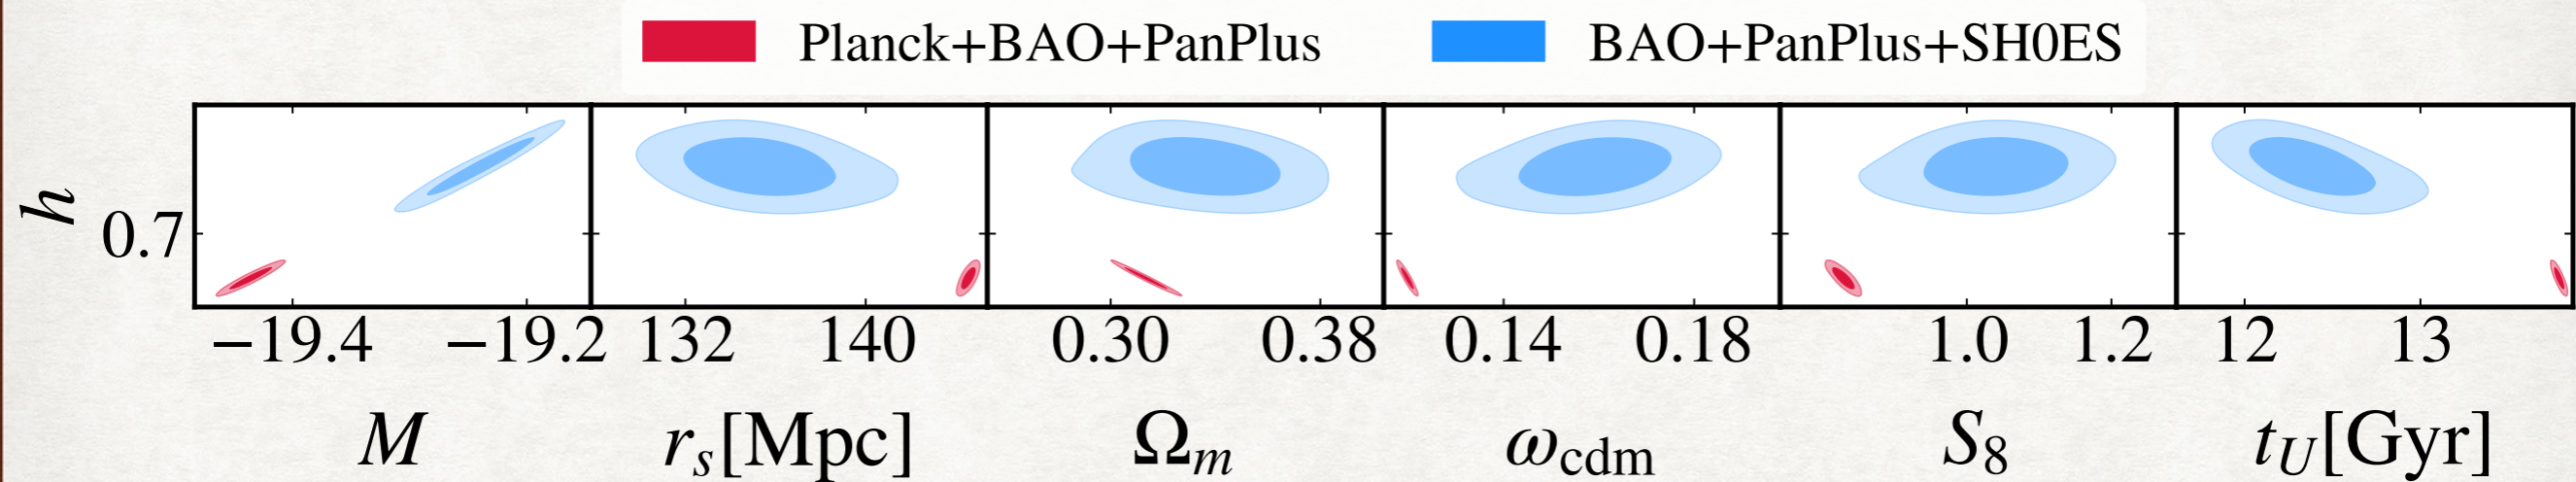 Planck+BAO+PanPlus BAO+PanPlus+SH0ES
h
0.7
−19.4 −19.2 132 140 0.30 0.38 0.14 0.18 1.0 1.2 12 13
M r_s[Mpc] Ω_m ω_cdm S_8 t_U[Gyr]